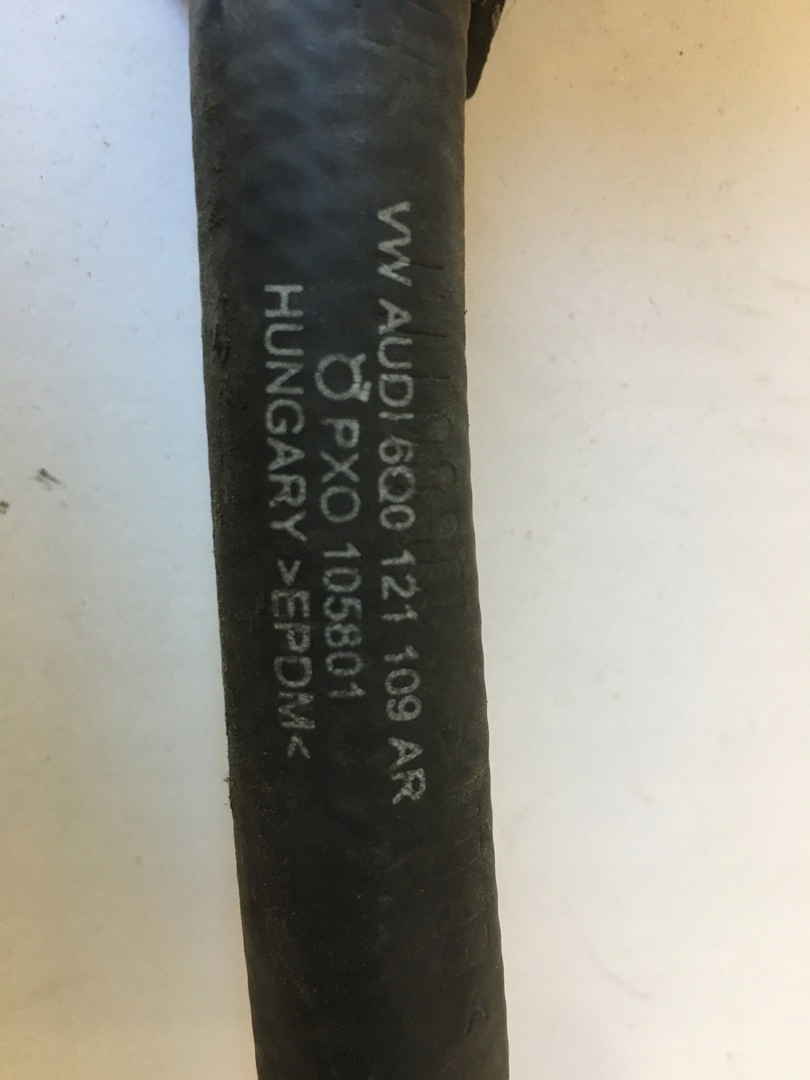 VW AUDI 6Q0 121 109 AR
PXO 105801
HUNGARY >EPDM<